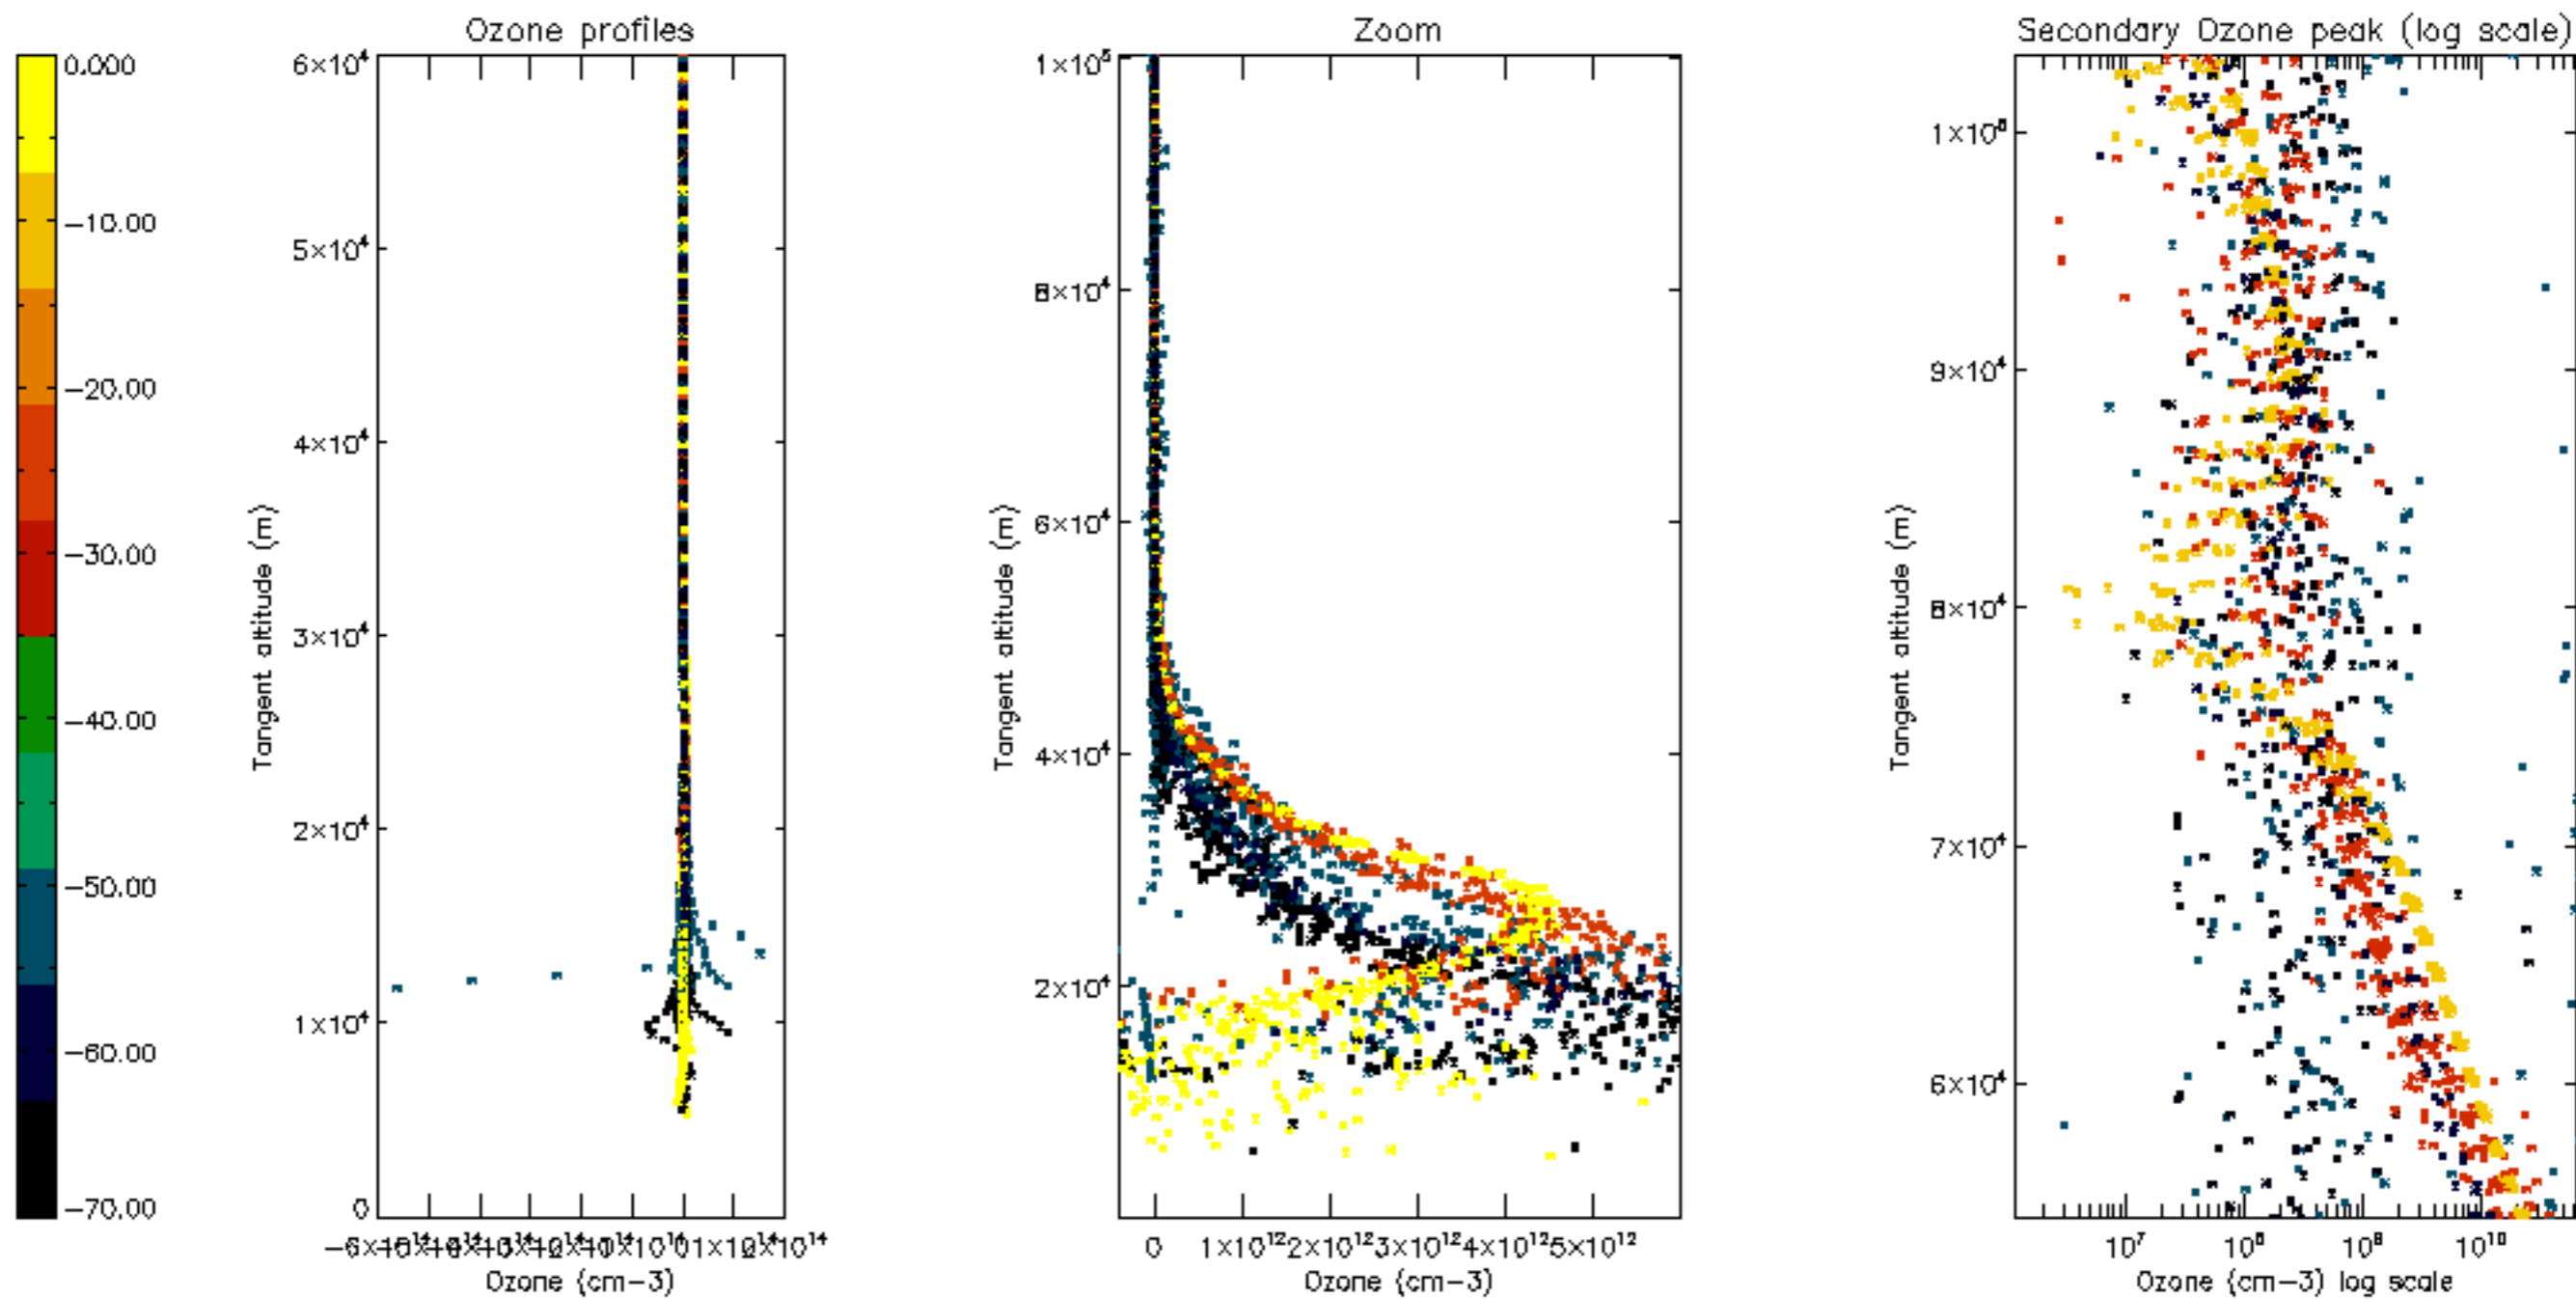 Ozone profiles
Zoom
Secondary Ozone peak (log scale)
0.000
-10.00
-20.00
-30.00
-40.00
-50.00
-60.00
-70.00
6×10⁴
5×10⁴
4×10⁴
3×10⁴
2×10⁴
1×10⁴
0
Tangent altitude (m)
1×10¹⁴
2×10¹⁴
Ozone (cm-3)
1×10⁵
8×10⁴
6×10⁴
4×10⁴
2×10⁴
Tangent altitude (m)
0 1×10¹² 2×10¹² 3×10¹² 4×10¹² 5×10¹²
Ozone (cm-3)
9×10⁴
8×10⁴
7×10⁴
6×10⁴
Tangent altitude (m)
10⁷ 10⁸ 10⁹ 10¹⁰
Ozone (cm-3) log scale